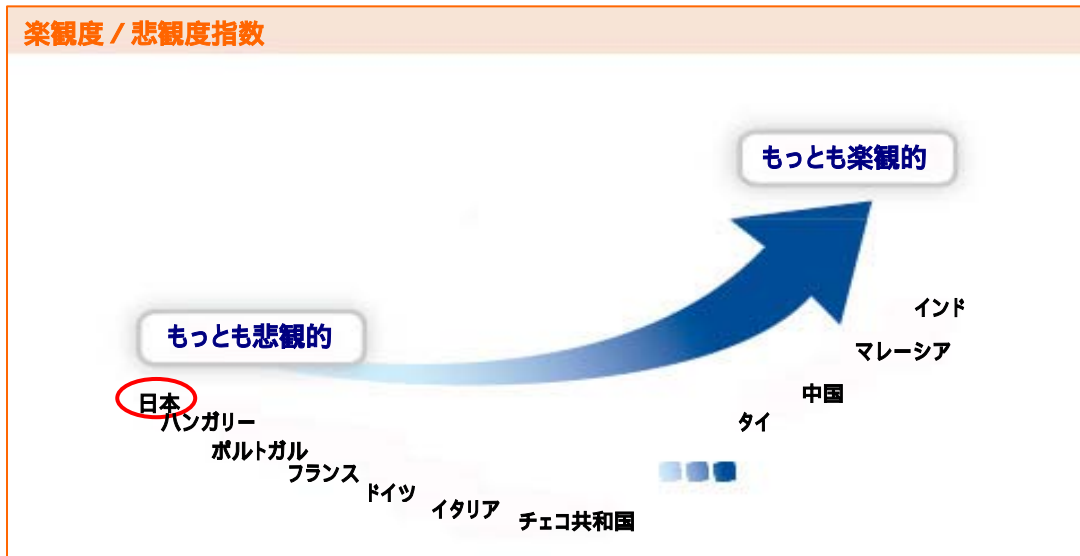 楽観度 / 悲観度指数
もっとも楽観的
もっとも悲観的
日本
ハンガリー
ポルトガル
フランス
ドイツ
イタリア
チェコ共和国
タイ
中国
マレーシア
インド